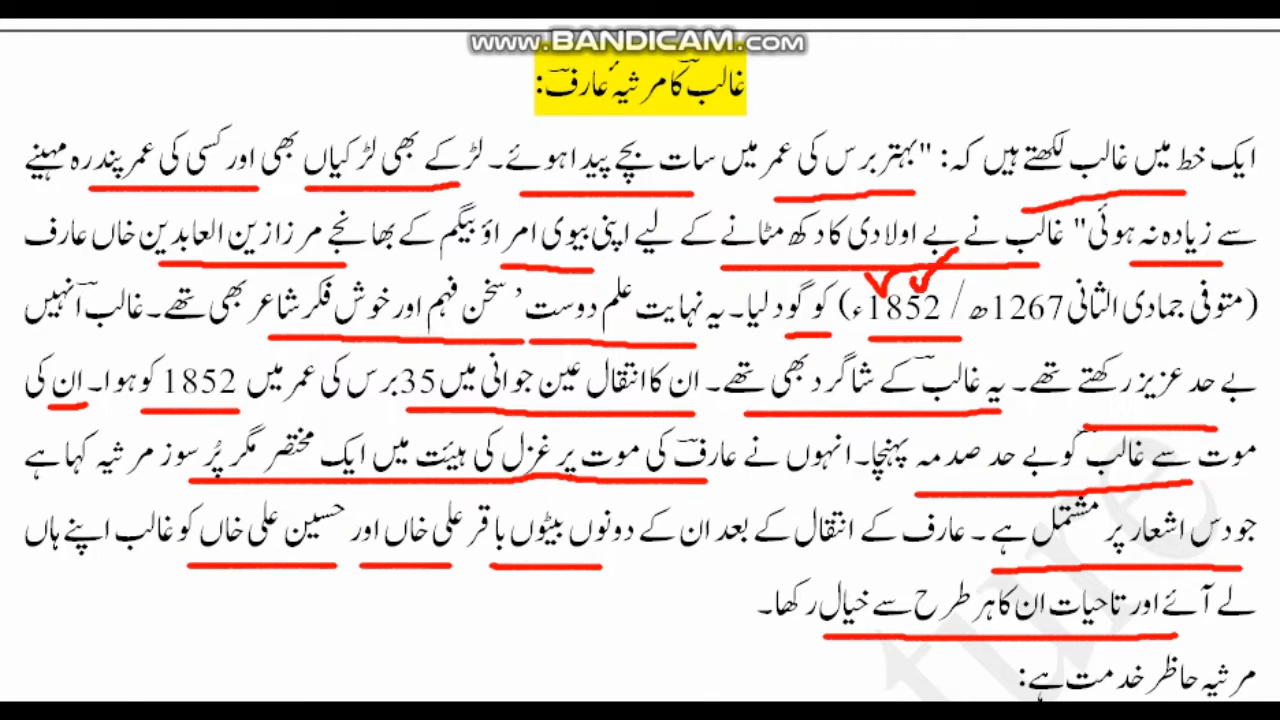 www.BANDICAM.com
غالبؔ کا مرثیۂ عارفؔ:
ایک خط میں غالب لکھتے ہیں کہ: "بہتر برس کی عمر میں سات بچے پیدا ہوئے۔ لڑکے بھی لڑکیاں بھی اور کسی کی عمر پندرہ مہینے
سے زیادہ نہ ہوئی" غالب نے بے اولادی کا دکھ مٹانے کے لیے اپنی بیوی امراؤ بیگم کے بھانجے مرزا زین العابدین خاں عارف
(متوفی جمادی الثانی 1267ھ / 1852ء) کو گود لیا۔ یہ نہایت علم دوست، سخن فہم اور خوش فکر شاعر بھی تھے۔ غالبؔ انہیں
بے حد عزیز رکھتے تھے۔ یہ غالبؔ کے شاگرد بھی تھے۔ ان کا انتقال عین جوانی میں 35 برس کی عمر میں 1852 کو ہوا۔ ان کی
موت سے غالب کو بے حد صدمہ پہنچا۔ انہوں نے عارفؔ کی موت پر غزل کی ہیئت میں ایک مختصر مگر پُر سوز مرثیہ کہا ہے
جو دس اشعار پر مشتمل ہے۔ عارف کے انتقال کے بعد ان کے دونوں بیٹوں باقر علی خاں اور حسین علی خاں کو غالب اپنے ہاں
لے آئے اور تاحیات ان کا ہر طرح سے خیال رکھا۔
مرثیہ حاظر خدمت ہے: